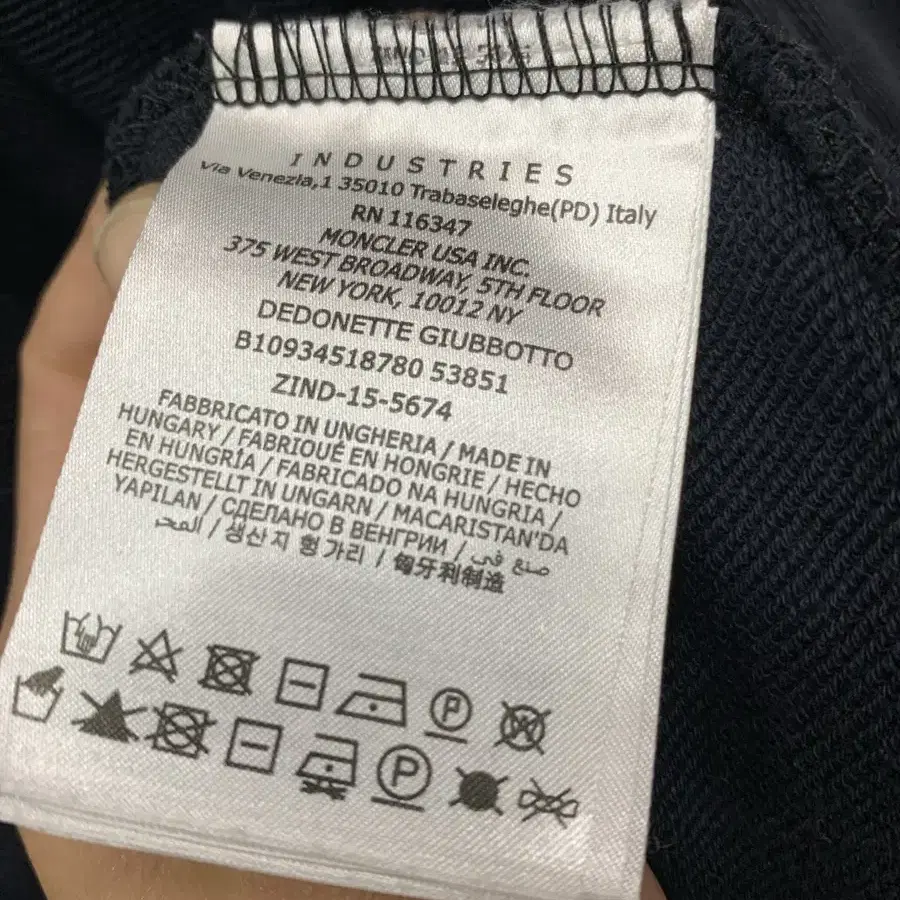 INDUSTRIES
Via Venezia,1 35010 Trabaseleghe(PD) Italy
RN 116347
MONCLER USA INC.
375 WEST BROADWAY, 5TH FLOOR
NEW YORK, 10012 NY
DEDONETTE GIUBBOTTO
B10934518780 53851
ZIND-15-5674
FABBRICATO IN UNGHERIA / MADE IN
HUNGARY / FABRIQUÉ EN HONGRIE / HECHO
EN HUNGRÍA / FABRICADO NA HUNGRIA /
HERGESTELLT IN UNGARN / MACARISTAN'DA
YAPILAN / СДЕЛАНО В ВЕНГРИИ / صنع في
المجر / 생산지 헝가리 / 匈牙利制造
P W
P